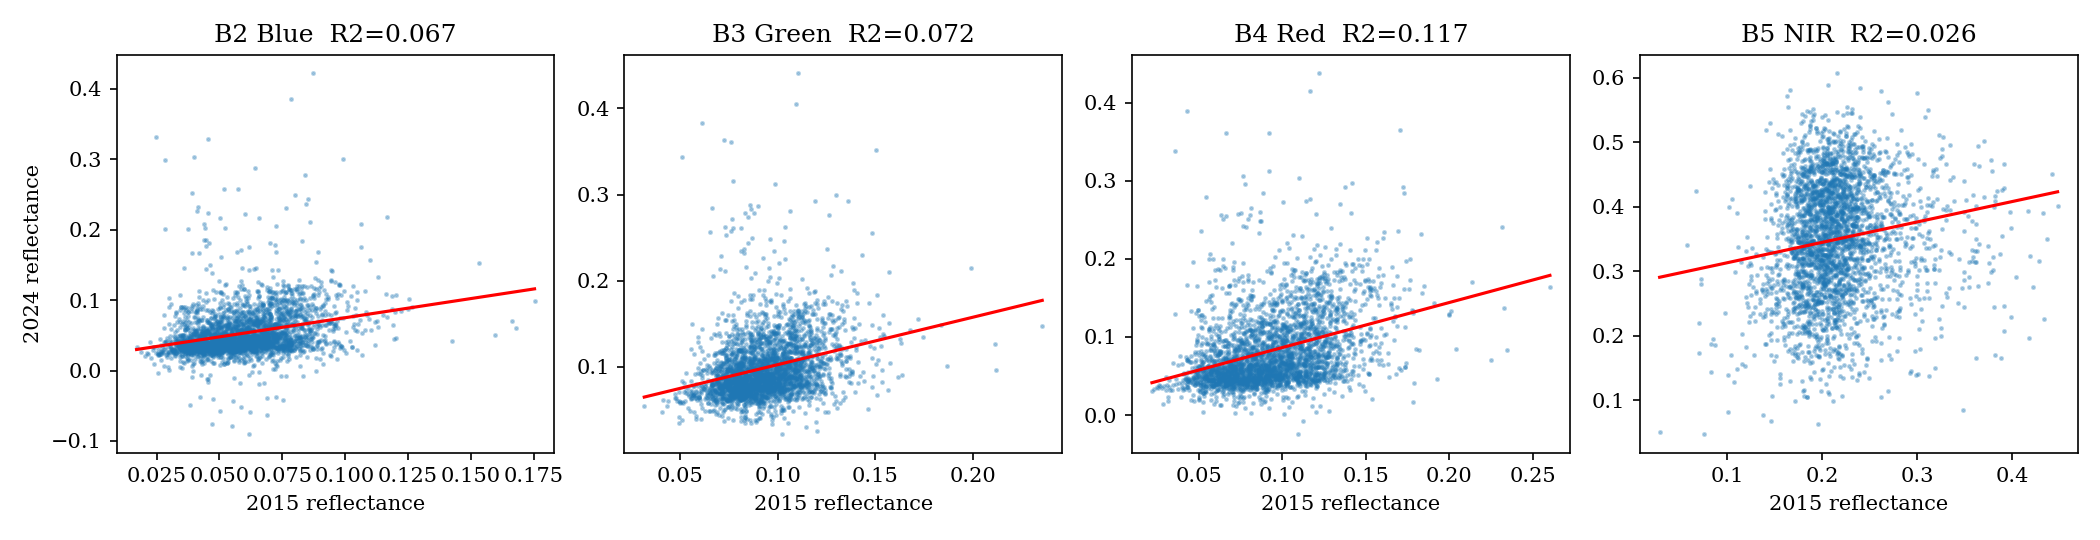 B2 Blue  R2=0.067
B3 Green  R2=0.072
B4 Red  R2=0.117
B5 NIR  R2=0.026
2024 reflectance
0.4
0.3
0.2
0.1
0.0
−0.1
0.025 0.050 0.075 0.100 0.125 0.150 0.175
2015 reflectance
0.4
0.3
0.2
0.1
0.05 0.10 0.15 0.20
2015 reflectance
0.4
0.3
0.2
0.1
0.0
0.05 0.10 0.15 0.20 0.25
2015 reflectance
0.6
0.5
0.4
0.3
0.2
0.1
0.1 0.2 0.3 0.4
2015 reflectance